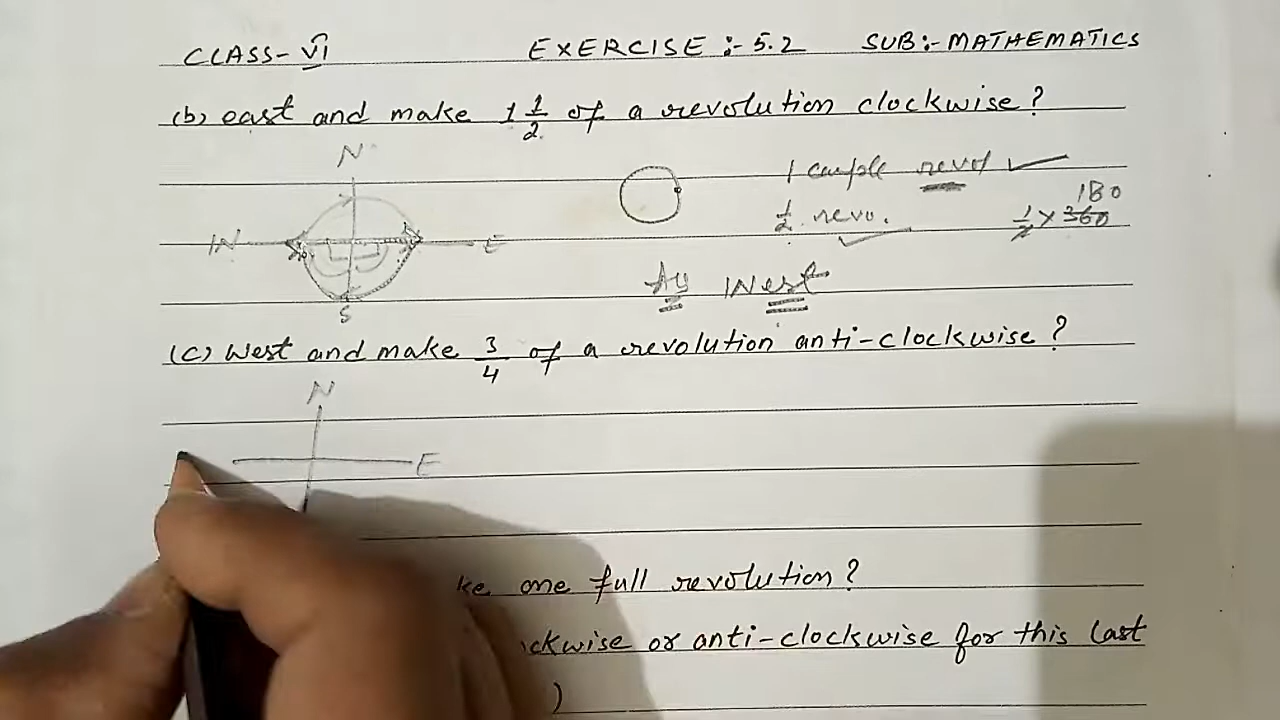 CLASS-VI EXERCISE :- 5.2 SUB:- MATHEMATICS
(b) east and make 1 1/2 of a revolution clockwise?
N
1 revol
180
W E
1/2 revo. 1/2 × 360
West
S
(c) West and make 3/4 of a revolution anti-clockwise?
N
E
ke one full revolution?
ckwise or anti-clockwise for this last
)